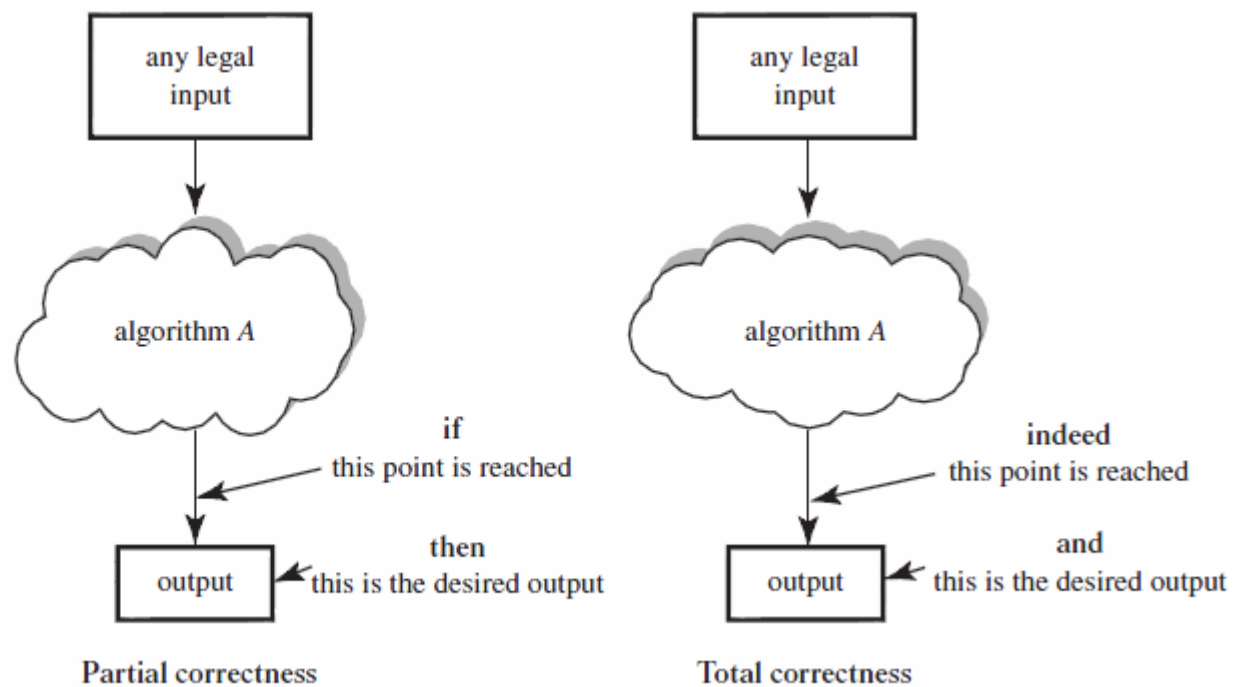 any legal
input
algorithm A
if
this point is reached
then
output
this is the desired output
Partial correctness
any legal
input
algorithm A
indeed
this point is reached
and
output
this is the desired output
Total correctness